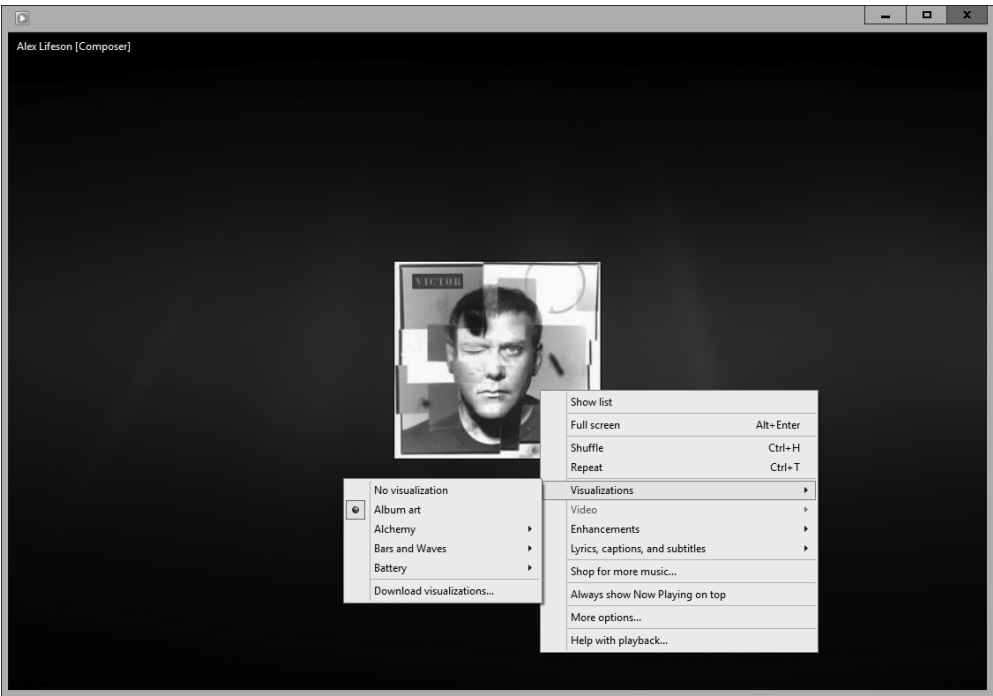 Alex Lifeson [Composer]
VICTOR
Show list
Full screen Alt+Enter
Shuffle Ctrl+H
Repeat Ctrl+T
Visualizations
Video
Enhancements
Lyrics, captions, and subtitles
Shop for more music...
Always show Now Playing on top
More options...
Help with playback...
No visualization
Album art
Alchemy
Bars and Waves
Battery
Download visualizations...